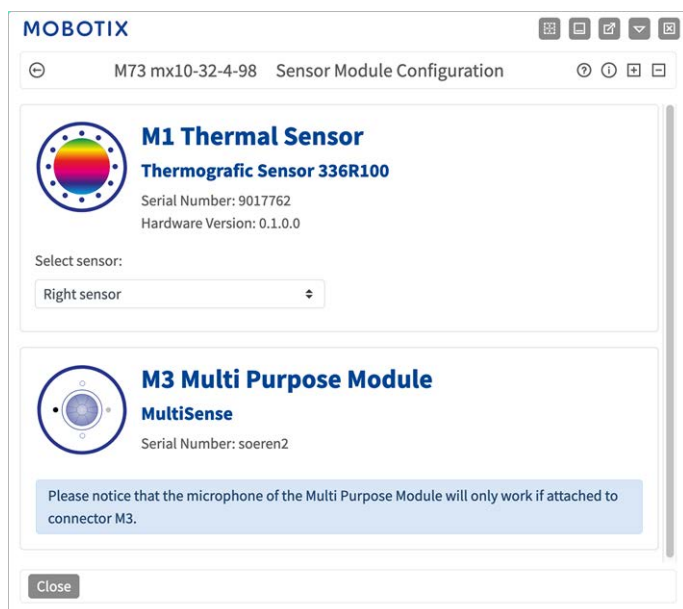 MOBOTIX
M73 mx10-32-4-98 Sensor Module Configuration
M1 Thermal Sensor
Thermografic Sensor 336R100
Serial Number: 9017762
Hardware Version: 0.1.0.0
Select sensor:
Right sensor
M3 Multi Purpose Module
MultiSense
Serial Number: soeren2
Please notice that the microphone of the Multi Purpose Module will only work if attached to
connector M3.
Close